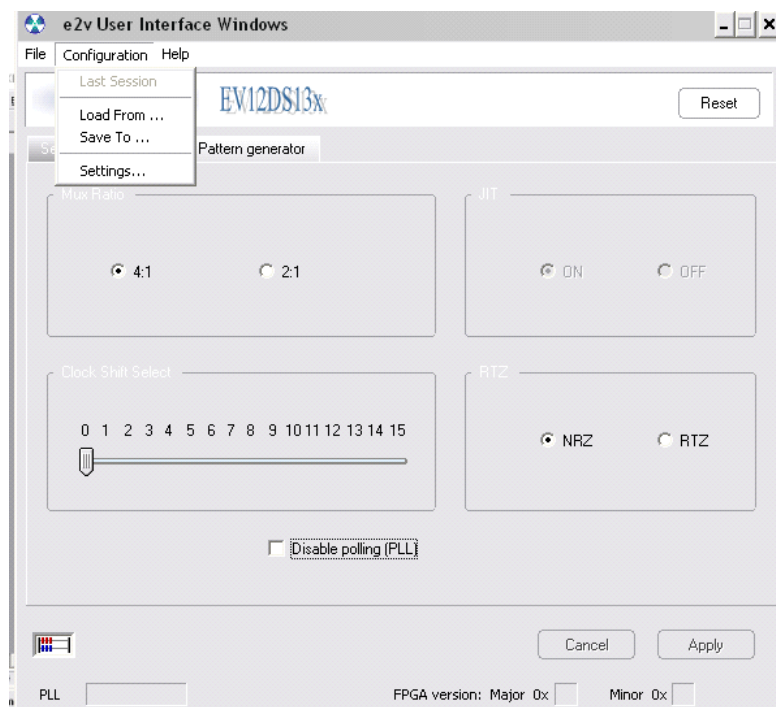 e2v User Interface Windows
File Configuration Help
Last Session
Load From ...
Save To ...
Settings...
EV12DS13x
Reset
Se
Pattern generator
Mux Ratio
4:1
2:1
JIT
ON
OFF
Clock Shift Select
0 1 2 3 4 5 6 7 8 9 10 11 12 13 14 15
RTZ
NRZ
RTZ
Disable polling (PLL)
Cancel
Apply
PLL
FPGA version: Major 0x
Minor 0x